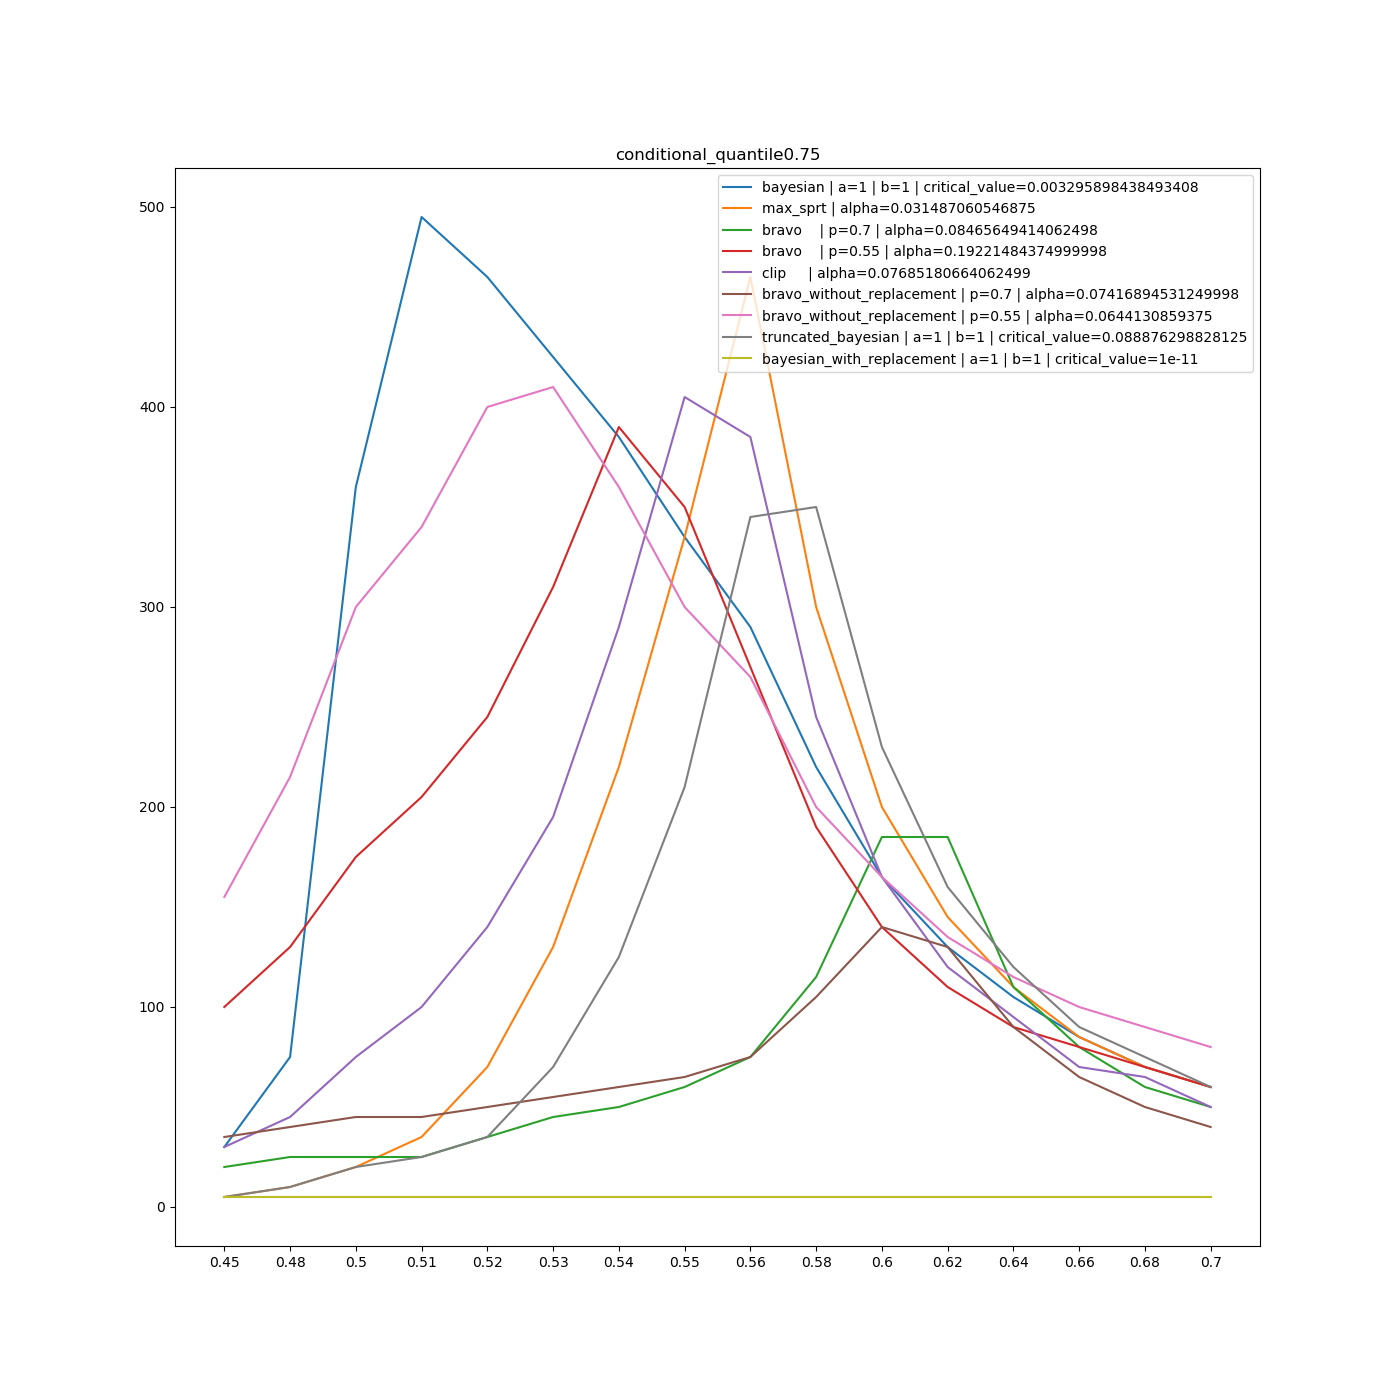 conditional_quantile0.75
bayesian | a=1 | b=1 | critical_value=0.003295898438493408
max_sprt | alpha=0.031487060546875
bravo    | p=0.7 | alpha=0.08465649414062498
bravo    | p=0.55 | alpha=0.19221484374999998
clip     | alpha=0.07685180664062499
bravo_without_replacement | p=0.7 | alpha=0.07416894531249998
bravo_without_replacement | p=0.55 | alpha=0.0644130859375
truncated_bayesian | a=1 | b=1 | critical_value=0.088876298828125
bayesian_with_replacement | a=1 | b=1 | critical_value=1e-11
500
400
300
200
100
0
0.45 0.48 0.5 0.51 0.52 0.53 0.54 0.55 0.56 0.58 0.6 0.62 0.64 0.66 0.68 0.7